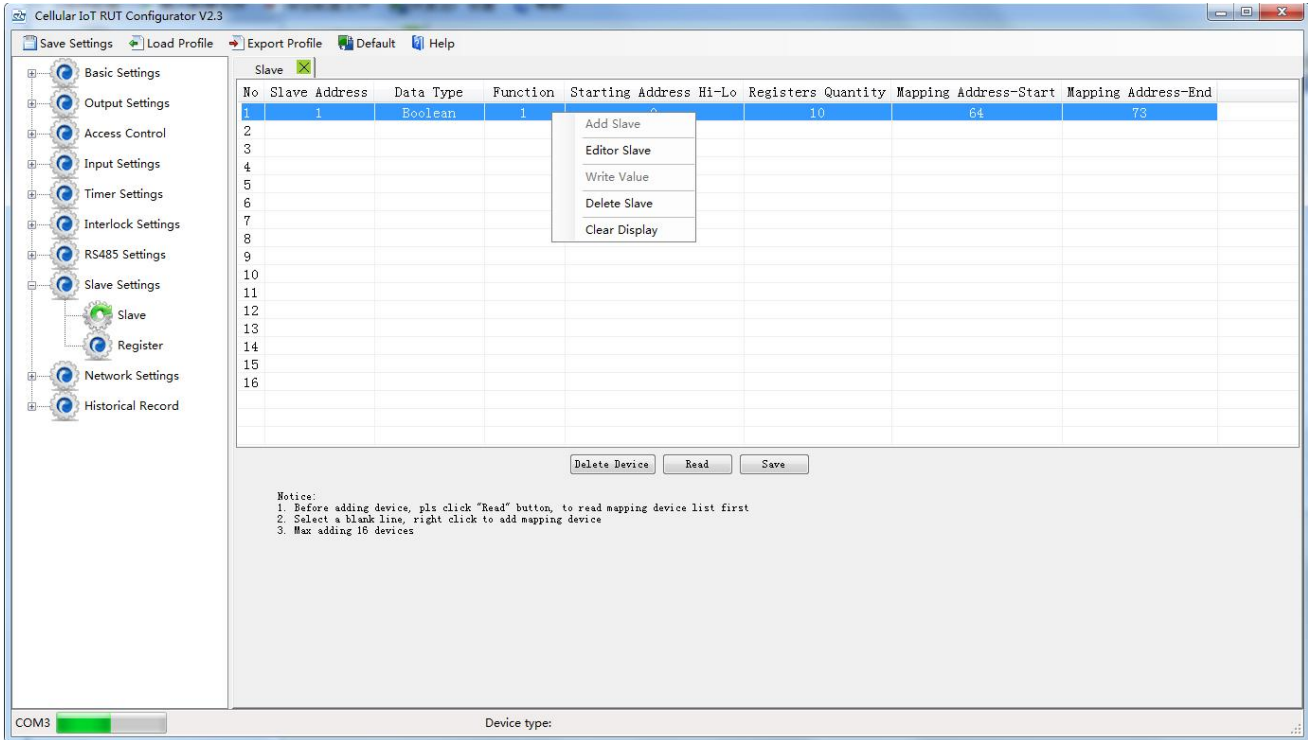 Cellular IoT RUT Configurator V2.3
Save Settings Load Profile Export Profile Default Help
Basic Settings
Output Settings
Access Control
Input Settings
Timer Settings
Interlock Settings
RS485 Settings
Slave Settings
Slave
Register
Network Settings
Historical Record
Slave
No Slave Address Data Type Function Starting Address Hi-Lo Registers Quantity Mapping Address-Start Mapping Address-End
1 1 Boolean 1 10 64 73
2
3
4
5
6
7
8
9
10
11
12
13
14
15
16
Add Slave
Editor Slave
Write Value
Delete Slave
Clear Display
Delete Device Read Save
Notice:
1. Before adding device, pls click "Read" button, to read mapping device list first
2. Select a blank line, right click to add mapping device
3. Max adding 16 devices
COM3 Device type: